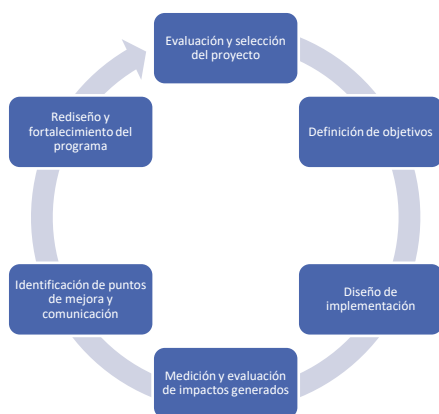 Evaluación y selección
del proyecto
Definición de objetivos
Diseño de
implementación
Medición y evaluación
de impactos generados
Identificación de puntos
de mejora y
comunicación
Rediseño y
fortalecimiento del
programa